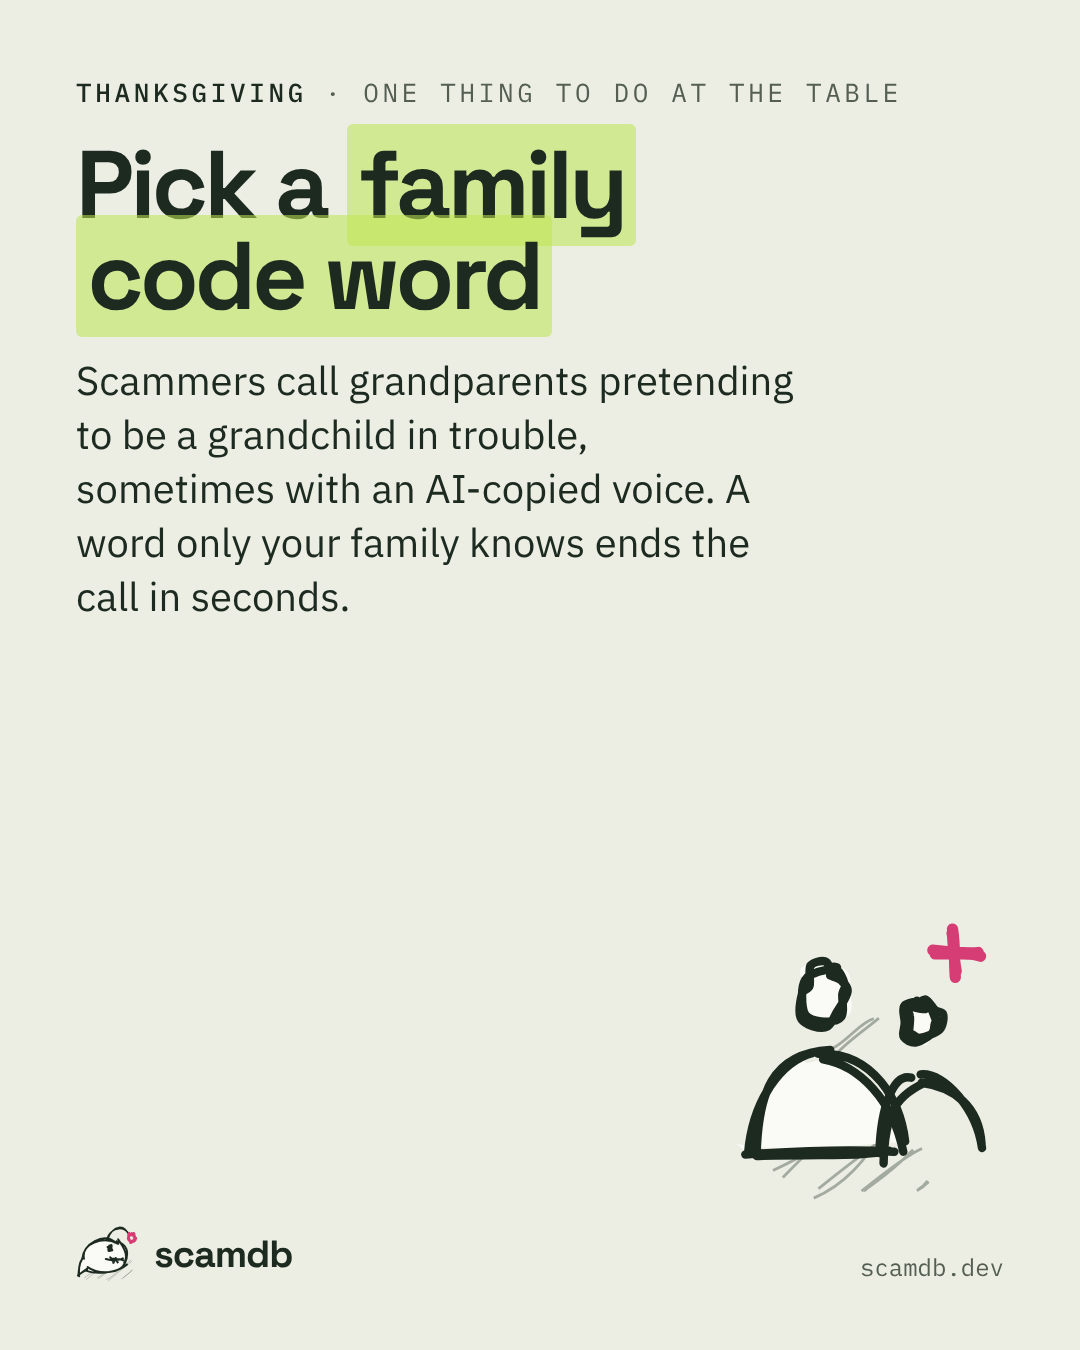 THANKSGIVING · ONE THING TO DO AT THE TABLE
Pick a family
code word
Scammers call grandparents pretending
to be a grandchild in trouble,
sometimes with an AI-copied voice. A
word only your family knows ends the
call in seconds.
scamdb
scamdb.dev